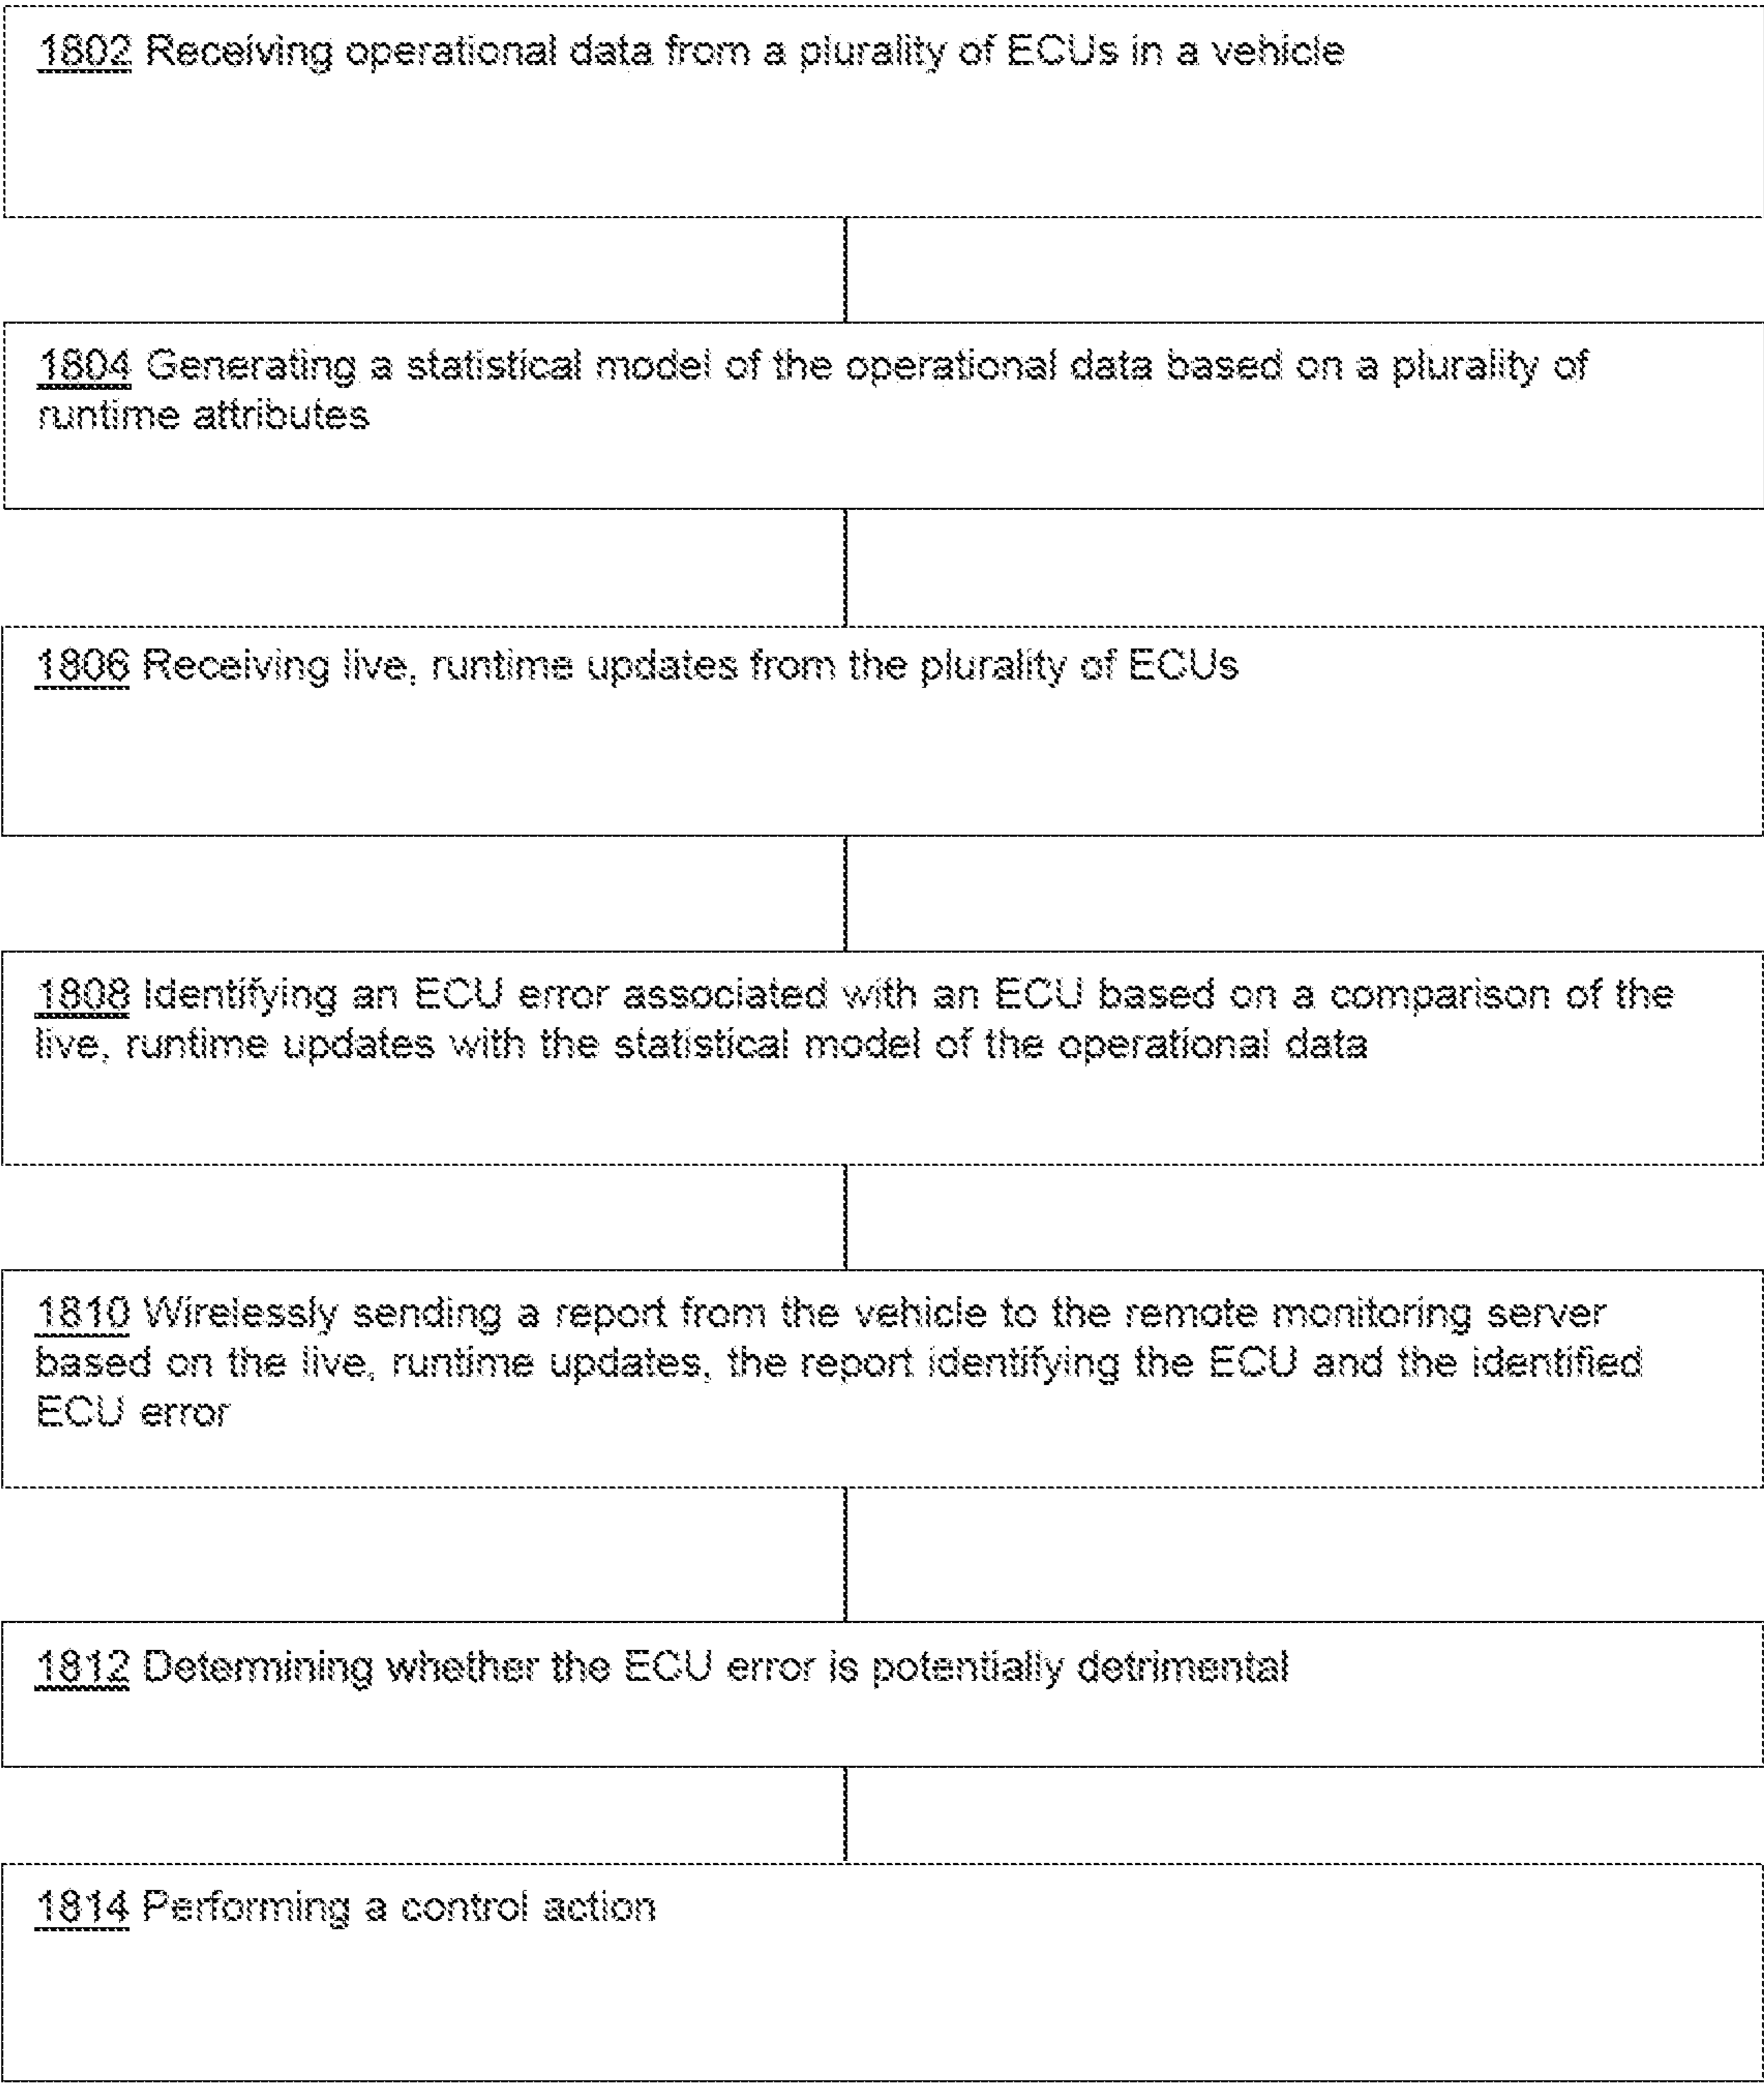 1802 Receiving operational data from a plurality of ECUs in a vehicle
1804 Generating a statistical model of the operational data based on a plurality of
runtime attributes
1806 Receiving live, runtime updates from the plurality of ECUs
1808 Identifying an ECU error associated with an ECU based on a comparison of the
live, runtime updates with the statistical model of the operational data
1810 Wirelessly sending a report from the vehicle to the remote monitoring server
based on the live, runtime updates, the report identifying the ECU and the identified
ECU error
1812 Determining whether the ECU error is potentially detrimental
1814 Performing a control action